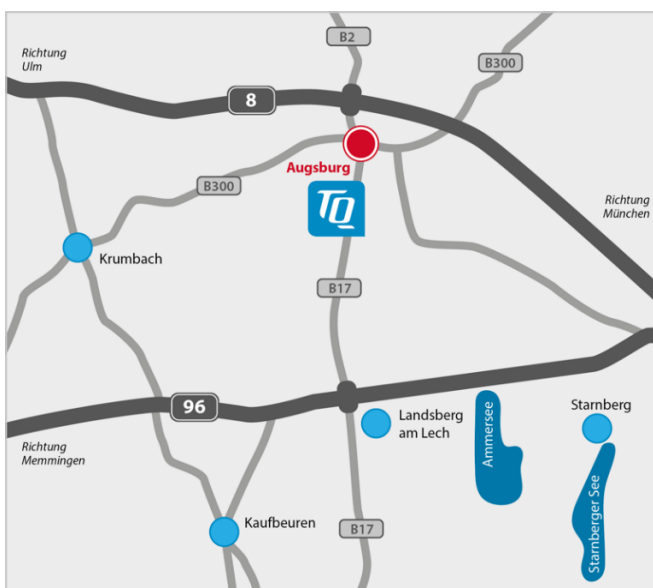 B2
Richtung
Ulm
B300
8
Augsburg
B300
TQ
Richtung
München
Krumbach
B17
96
Landsberg
am Lech
Ammersee
Starnberg
Richtung
Memmingen
Starnberger See
Kaufbeuren
B17